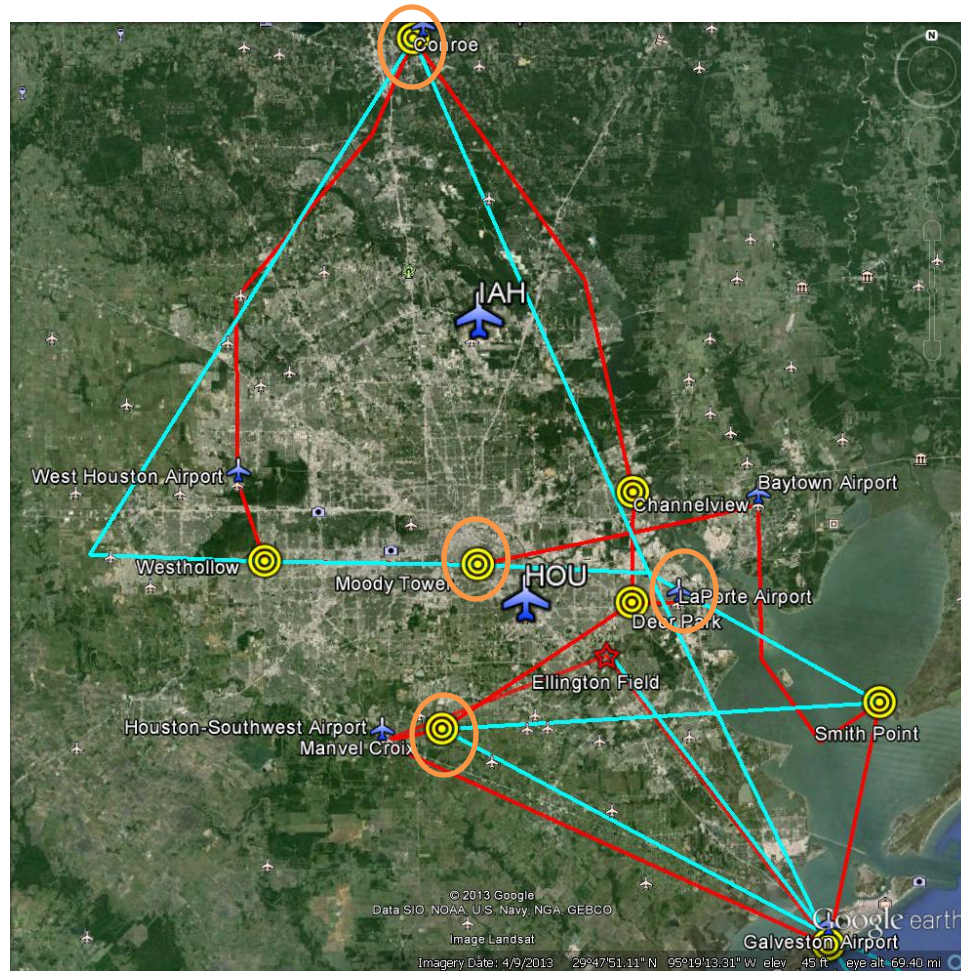 N
Conroe
IAH
West Houston Airport
Channelview
Baytown Airport
Westhollow
Moody Tower
HOU
LaPorte Airport
Deer Park
Ellington Field
Houston-Southwest Airport
Manvel Croix
Smith Point
© 2013 Google
Data SIO, NOAA, U.S. Navy, NGA, GEBCO
Image Landsat
Google earth
Galveston Airport
Imagery Date: 4/9/2013 29°47'51.11" N 95°19'13.31" W elev 45 ft eye alt 69.40 mi